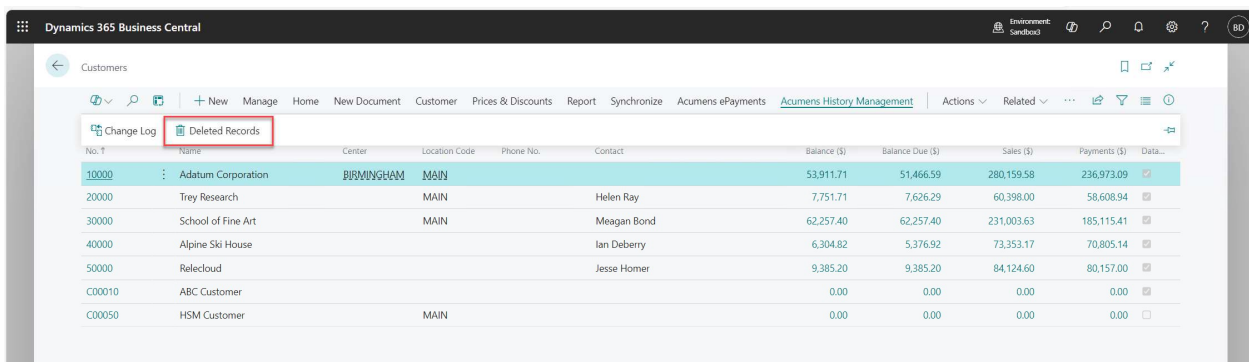 Dynamics 365 Business Central Environment: Sandbox3 ? BD
Customers
+ New Manage Home New Document Customer Prices & Discounts Report Synchronize Acumens ePayments Acumens History Management Actions Related ...
Change Log Deleted Records
No. ↑ Name Center Location Code Phone No. Contact Balance ($) Balance Due ($) Sales ($) Payments ($) Data...
10000 Adatum Corporation BIRMINGHAM MAIN 53,911.71 51,466.59 280,159.58 236,973.09
20000 Trey Research MAIN Helen Ray 7,751.71 7,626.29 60,398.00 58,608.94
30000 School of Fine Art MAIN Meagan Bond 62,257.40 62,257.40 231,003.63 185,115.41
40000 Alpine Ski House Ian Deberry 6,304.82 5,376.92 73,353.17 70,805.14
50000 Relecloud Jesse Homer 9,385.20 9,385.20 84,124.60 80,157.00
C00010 ABC Customer 0.00 0.00 0.00 0.00
C00050 HSM Customer MAIN 0.00 0.00 0.00 0.00